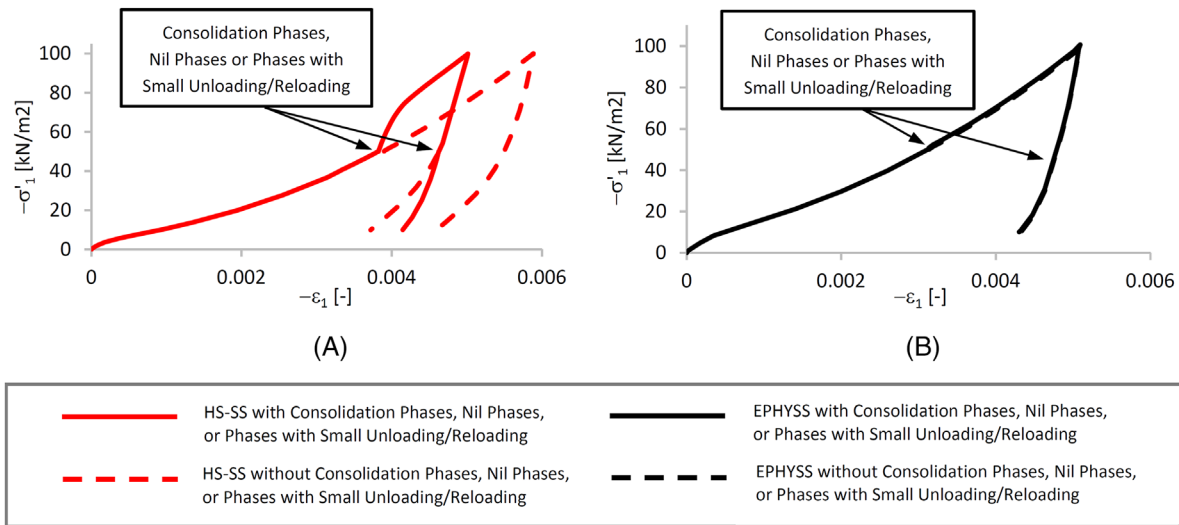 Consolidation Phases,
Nil Phases or Phases with
Small Unloading/Reloading
−σ'1 [kN/m2]
100
80
60
40
20
0
0
0.002
0.004
0.006
−ε1 [-]
(A)
Consolidation Phases,
Nil Phases or Phases with
Small Unloading/Reloading
−σ'1 [kN/m2]
100
80
60
40
20
0
0
0.002
0.004
0.006
−ε1 [-]
(B)
HS-SS with Consolidation Phases, Nil Phases,
or Phases with Small Unloading/Reloading
HS-SS without Consolidation Phases, Nil Phases,
or Phases with Small Unloading/Reloading
EPHYSS with Consolidation Phases, Nil Phases,
or Phases with Small Unloading/Reloading
EPHYSS without Consolidation Phases, Nil Phases,
or Phases with Small Unloading/Reloading